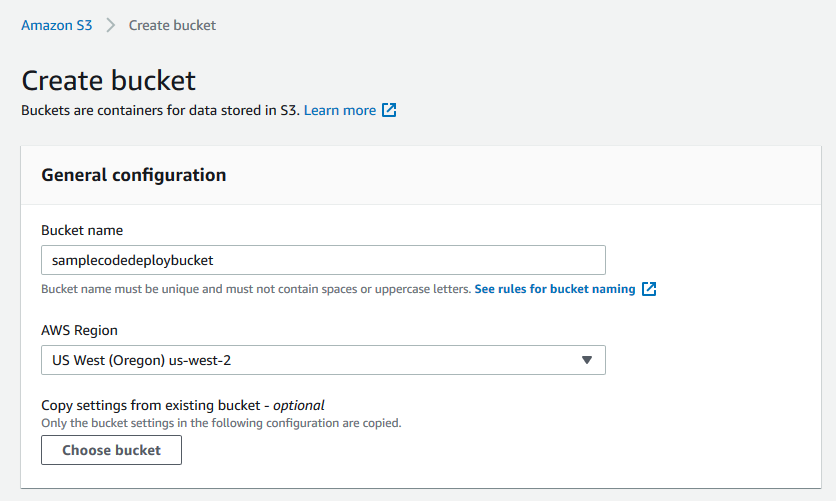 Amazon S3 > Create bucket
Create bucket
Buckets are containers for data stored in S3. Learn more
General configuration
Bucket name
samplecodedeploybucket
Bucket name must be unique and must not contain spaces or uppercase letters. See rules for bucket naming
AWS Region
US West (Oregon) us-west-2
Copy settings from existing bucket - optional
Only the bucket settings in the following configuration are copied.
Choose bucket